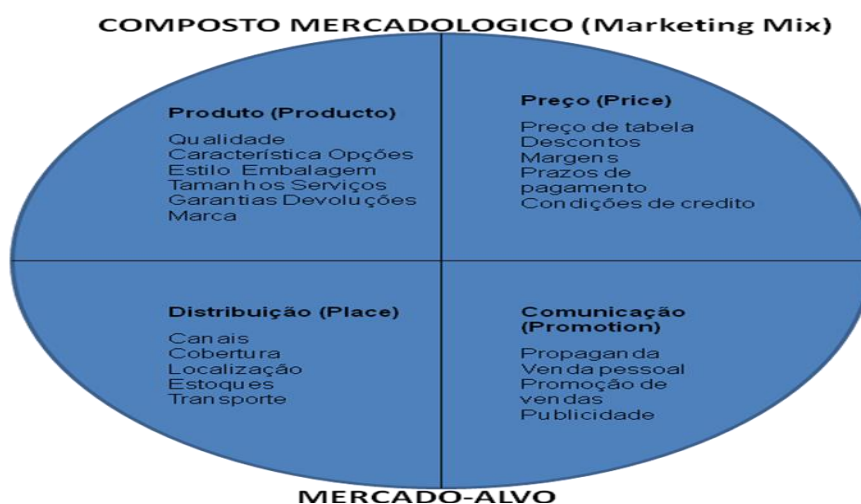 COMPOSTO MERCADOLOGICO (Marketing Mix)
Produto (Producto)
Qualidade
Característica Opções
Estilo Embalagem
Tamanhos Serviços
Garantias Devoluções
Marca
Preço (Price)
Preço de tabela
Descontos
Margens
Prazos de
pagamento
Condições de credito
Distribuição (Place)
Canais
Cobertura
Localização
Estoques
Transporte
Comunicação
(Promotion)
Propaganda
Venda pessoal
Promoção de
vendas
Publicidade
MERCADO-ALVO